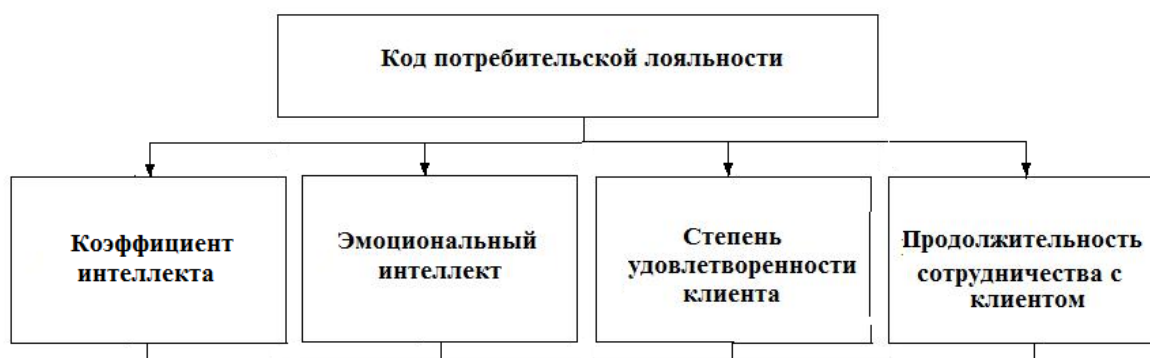 Код потребительской лояльности
Коэффициент
интеллекта
Эмоциональный
интеллект
Степень
удовлетворенности
клиента
Продолжительность
сотрудничества с
клиентом